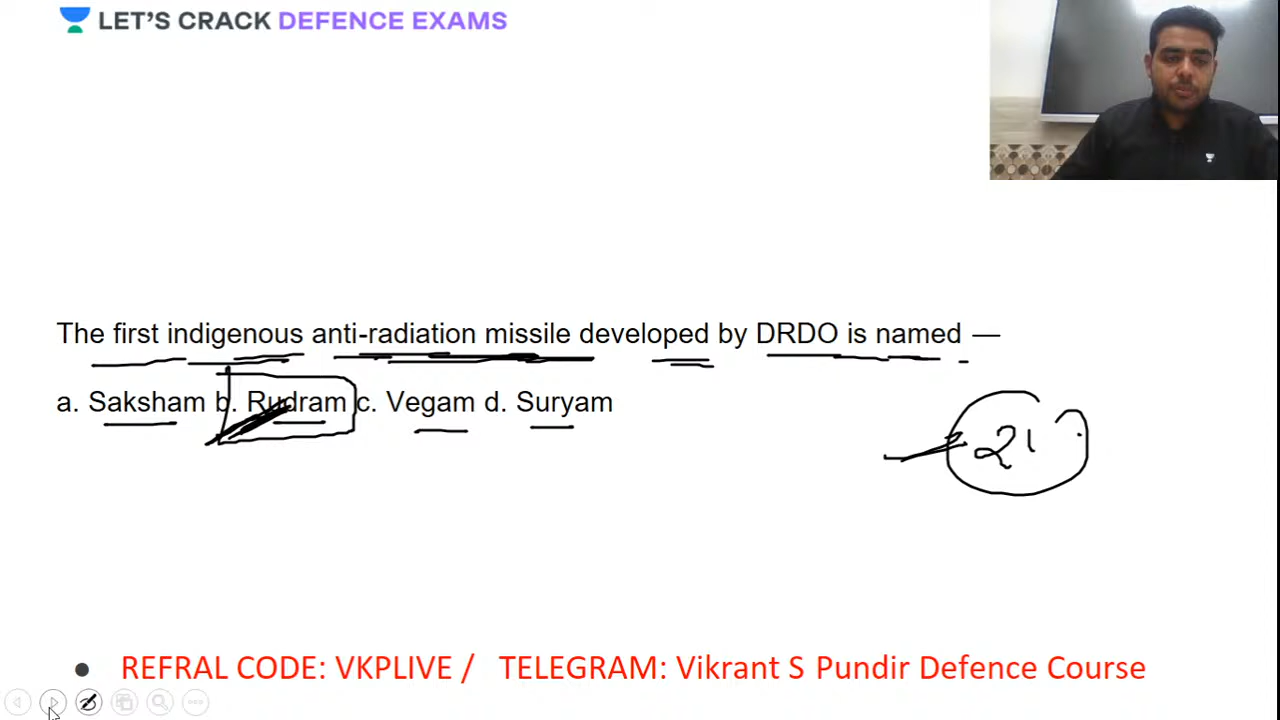 LET'S CRACK DEFENCE EXAMS
The first indigenous anti-radiation missile developed by DRDO is named —
a. Saksham b. Rudram c. Vegam d. Suryam
21
● REFRAL CODE: VKPLIVE / TELEGRAM: Vikrant S Pundir Defence Course